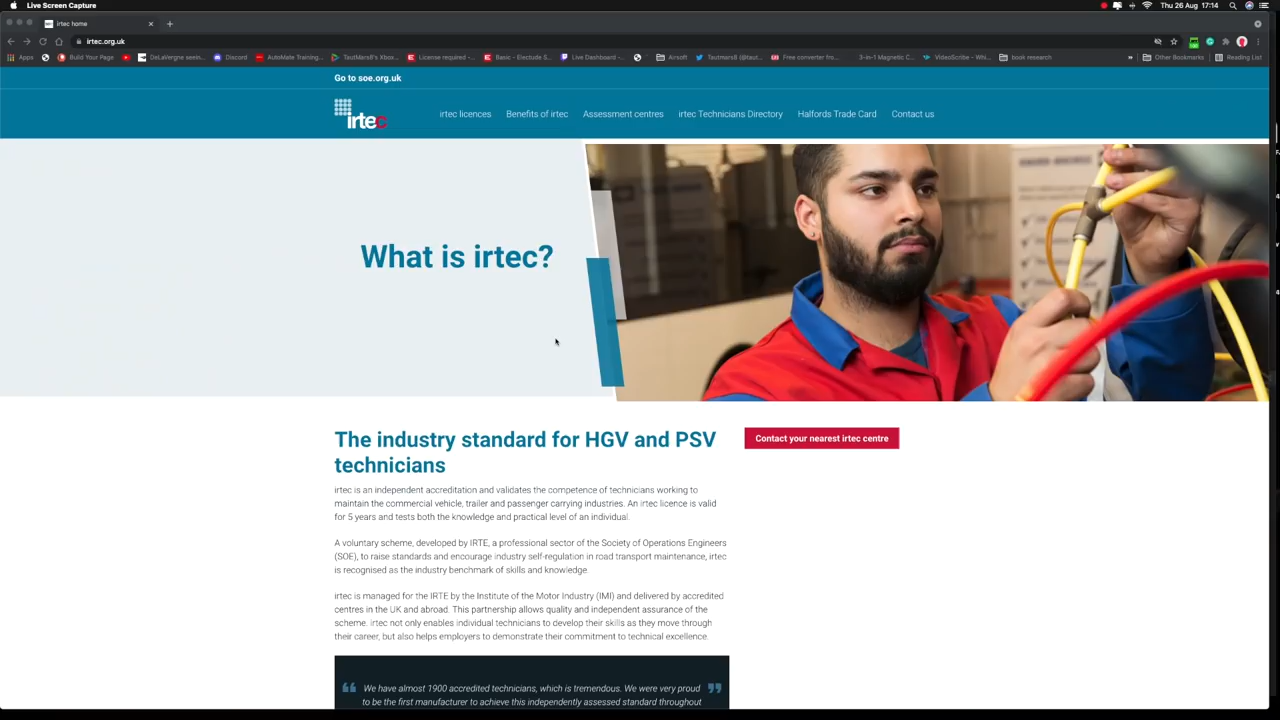 Live Screen Capture
Thu 26 Aug 17:14
irtec home
irtec.org.uk
Apps
Build Your Page
DeLaVergne seein...
Discord
AutoMate Training...
TautMars8's Xbox...
License required -...
Basic - Electude S...
Live Dashboard -...
Airsoft
Tautmars8 (@taut...
Free converter fro...
3-in-1 Magnetic C...
VideoScribe - Whi...
book research
»
Other Bookmarks
Reading List
Go to soe.org.uk
irtec
irtec licences
Benefits of irtec
Assessment centres
irtec Technicians Directory
Halfords Trade Card
Contact us
What is irtec?
The industry standard for HGV and PSV
technicians
Contact your nearest irtec centre
irtec is an independent accreditation and validates the competence of technicians working to
maintain the commercial vehicle, trailer and passenger carrying industries. An irtec licence is valid
for 5 years and tests both the knowledge and practical level of an individual.
A voluntary scheme, developed by IRTE, a professional sector of the Society of Operations Engineers
(SOE), to raise standards and encourage industry self-regulation in road transport maintenance, irtec
is recognised as the industry benchmark of skills and knowledge.
irtec is managed for the IRTE by the Institute of the Motor Industry (IMI) and delivered by accredited
centres in the UK and abroad. This partnership allows quality and independent assurance of the
scheme. irtec not only enables individual technicians to develop their skills as they move through
their career, but also helps employers to demonstrate their commitment to technical excellence.
“ We have almost 1900 accredited technicians, which is tremendous. We were very proud ”
to be the first manufacturer to achieve this independently assessed standard throughout